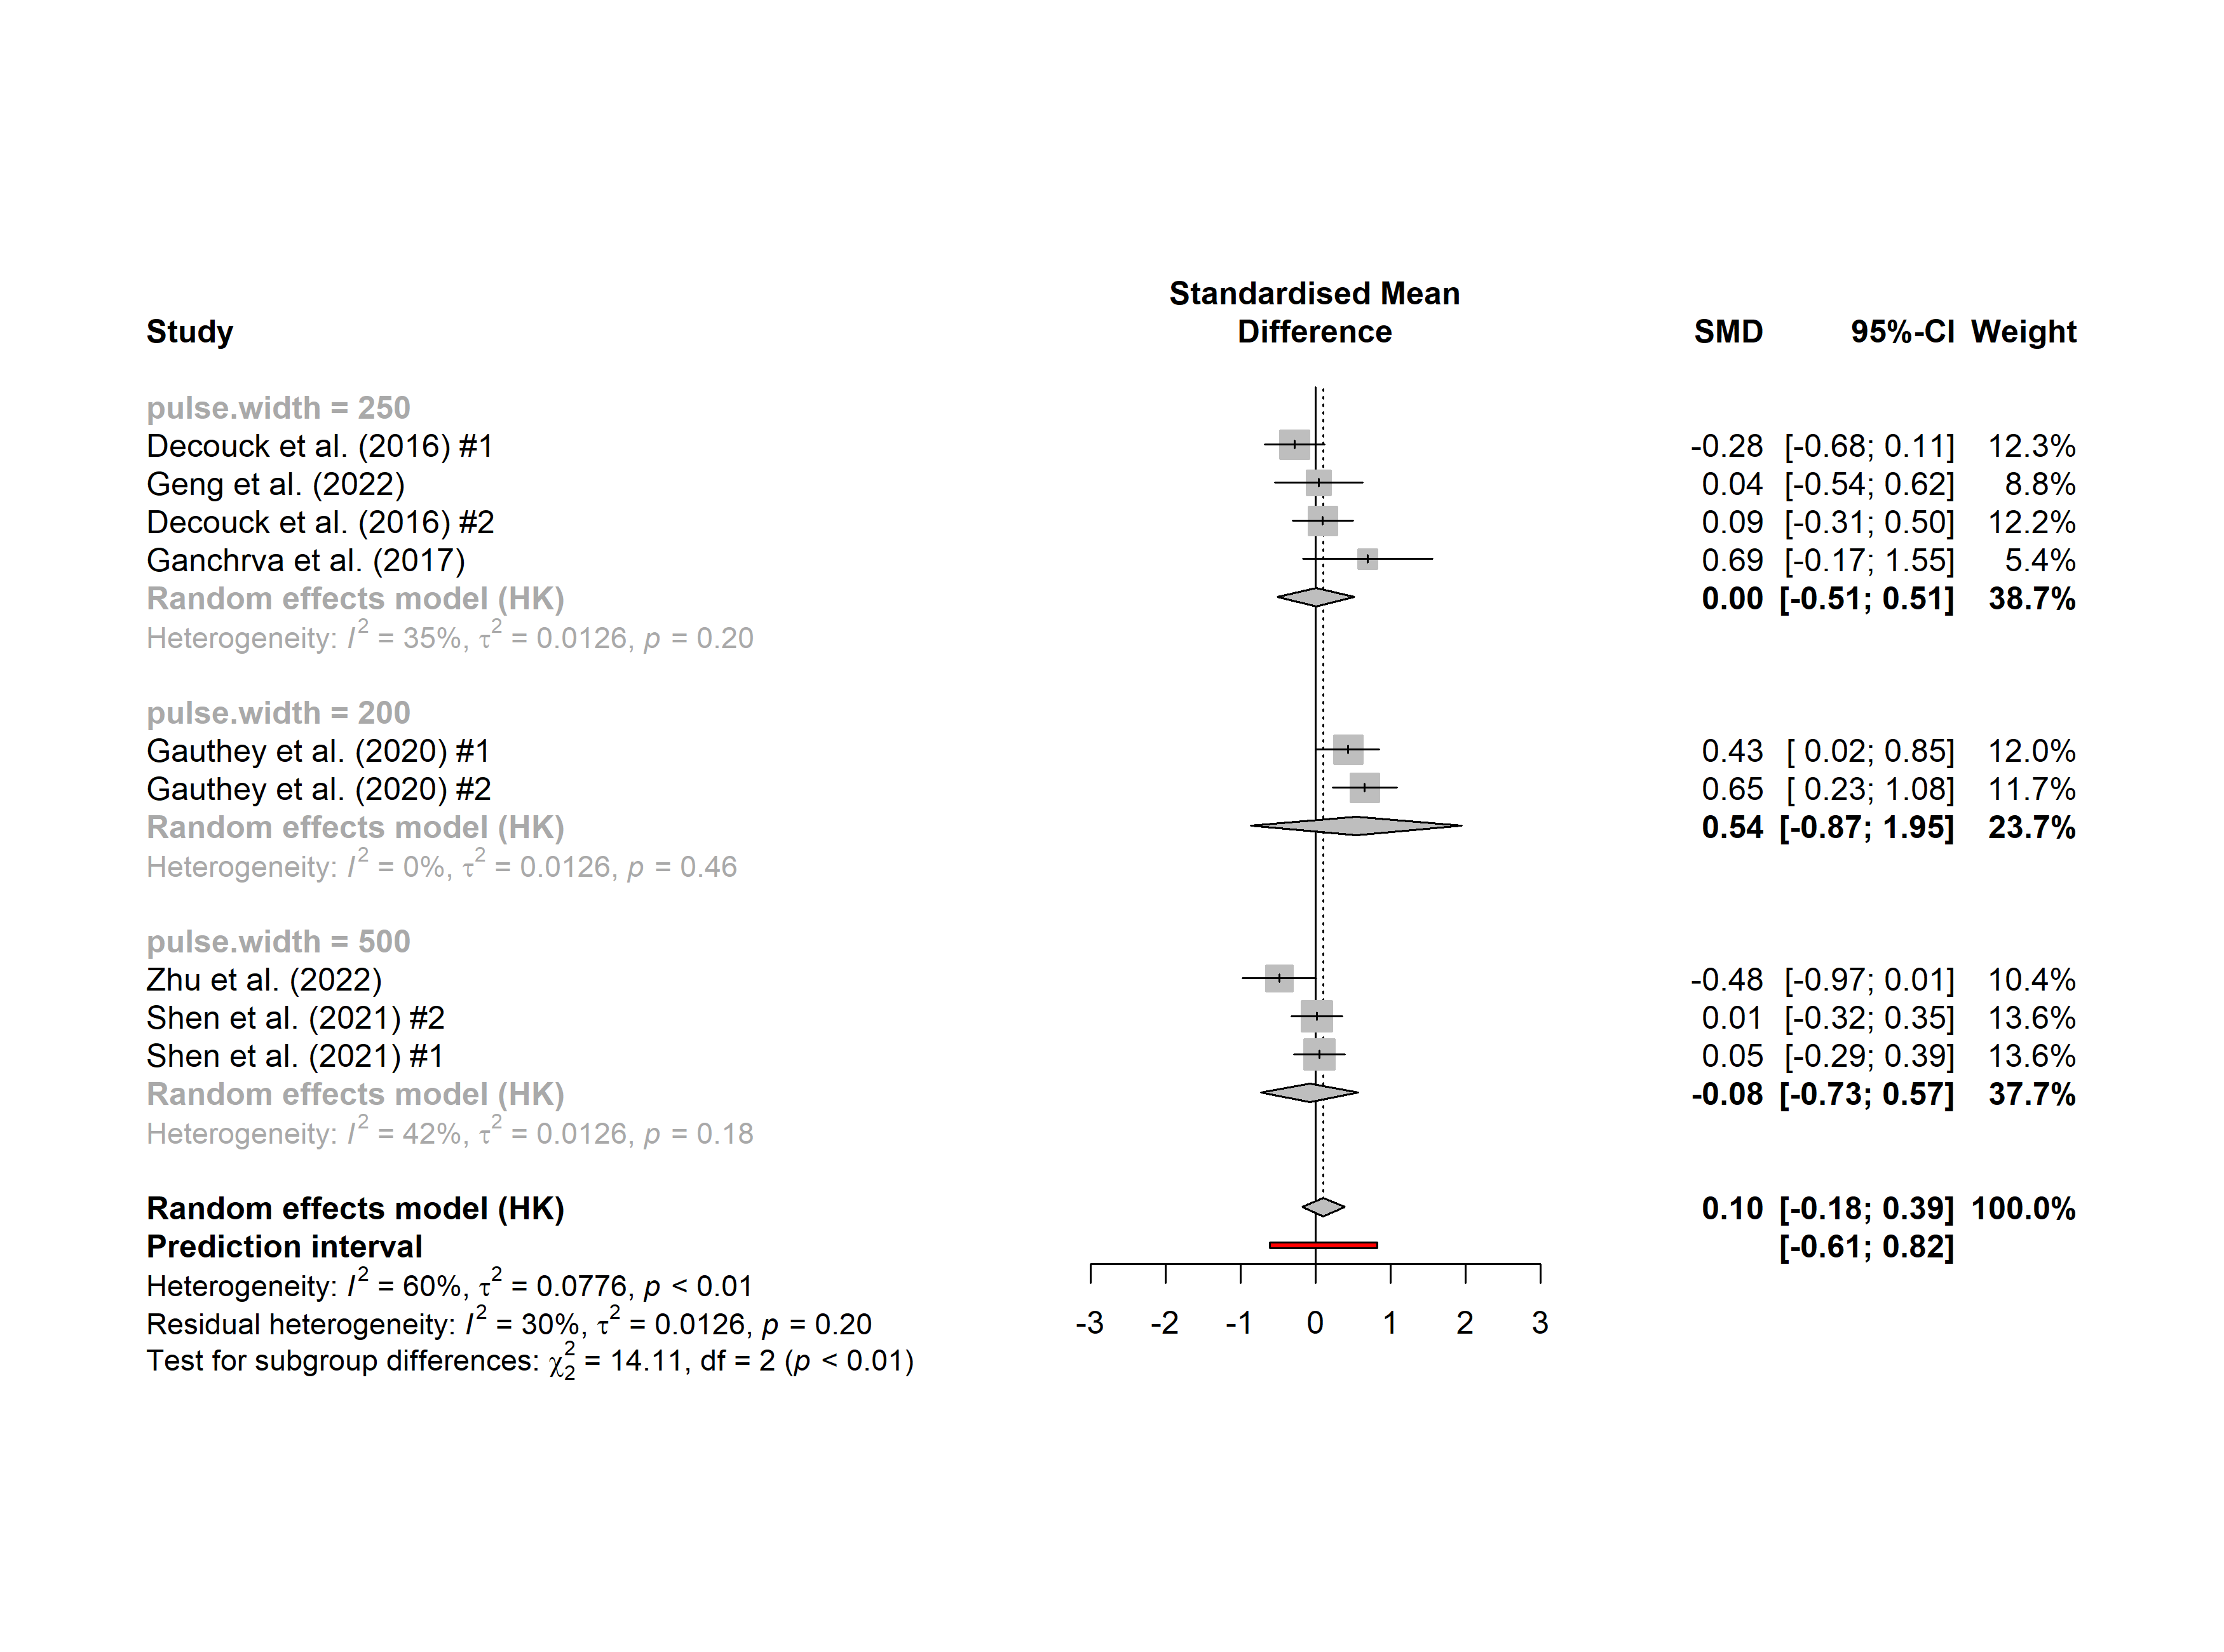 Standardised Mean
Study Difference SMD 95%-CI Weight
pulse.width = 250
Decouck et al. (2016) #1 -0.28 [-0.68; 0.11] 12.3%
Geng et al. (2022) 0.04 [-0.54; 0.62] 8.8%
Decouck et al. (2016) #2 0.09 [-0.31; 0.50] 12.2%
Ganchrva et al. (2017) 0.69 [-0.17; 1.55] 5.4%
Random effects model (HK) 0.00 [-0.51; 0.51] 38.7%
Heterogeneity: I² = 35%, τ² = 0.0126, p = 0.20
pulse.width = 200
Gauthey et al. (2020) #1 0.43 [ 0.02; 0.85] 12.0%
Gauthey et al. (2020) #2 0.65 [ 0.23; 1.08] 11.7%
Random effects model (HK) 0.54 [-0.87; 1.95] 23.7%
Heterogeneity: I² = 0%, τ² = 0.0126, p = 0.46
pulse.width = 500
Zhu et al. (2022) -0.48 [-0.97; 0.01] 10.4%
Shen et al. (2021) #2 0.01 [-0.32; 0.35] 13.6%
Shen et al. (2021) #1 0.05 [-0.29; 0.39] 13.6%
Random effects model (HK) -0.08 [-0.73; 0.57] 37.7%
Heterogeneity: I² = 42%, τ² = 0.0126, p = 0.18
Random effects model (HK) 0.10 [-0.18; 0.39] 100.0%
Prediction interval [-0.61; 0.82]
Heterogeneity: I² = 60%, τ² = 0.0776, p < 0.01
Residual heterogeneity: I² = 30%, τ² = 0.0126, p = 0.20
-3 -2 -1 0 1 2 3
Test for subgroup differences: χ²₂ = 14.11, df = 2 (p < 0.01)